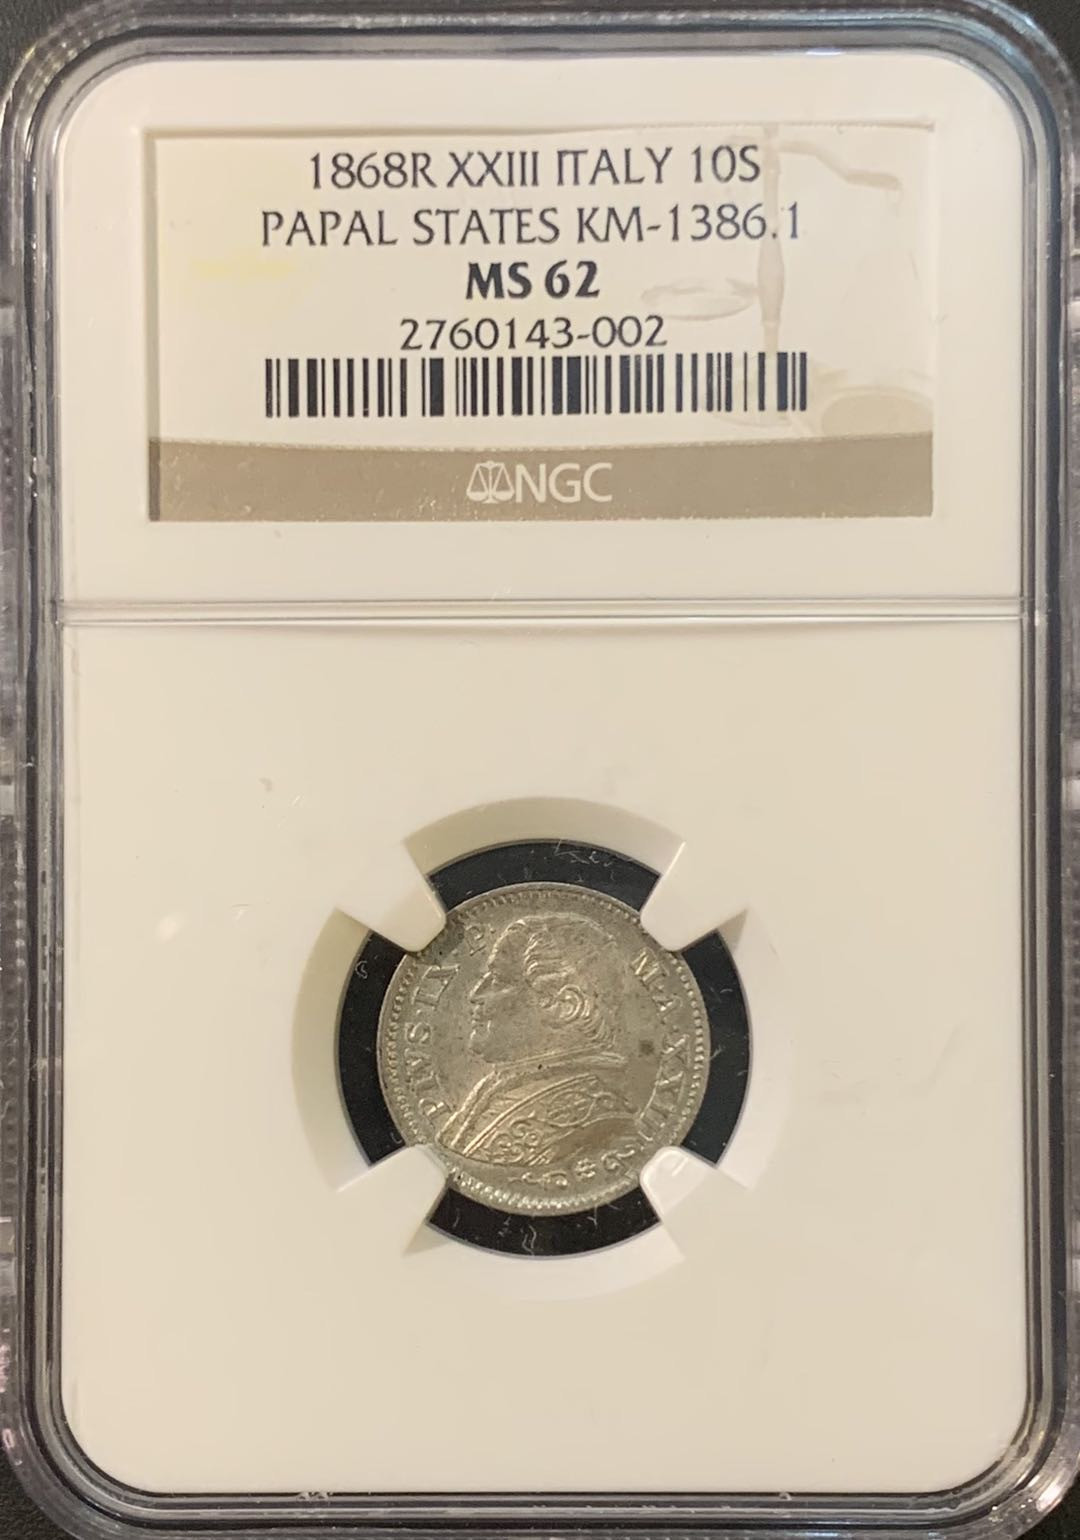 1868R XXIII ITALY 10S
PAPAL STATES KM-1386.1
MS 62
2760143-002
NGC
PIVS·IX·P. M·A·XXIII